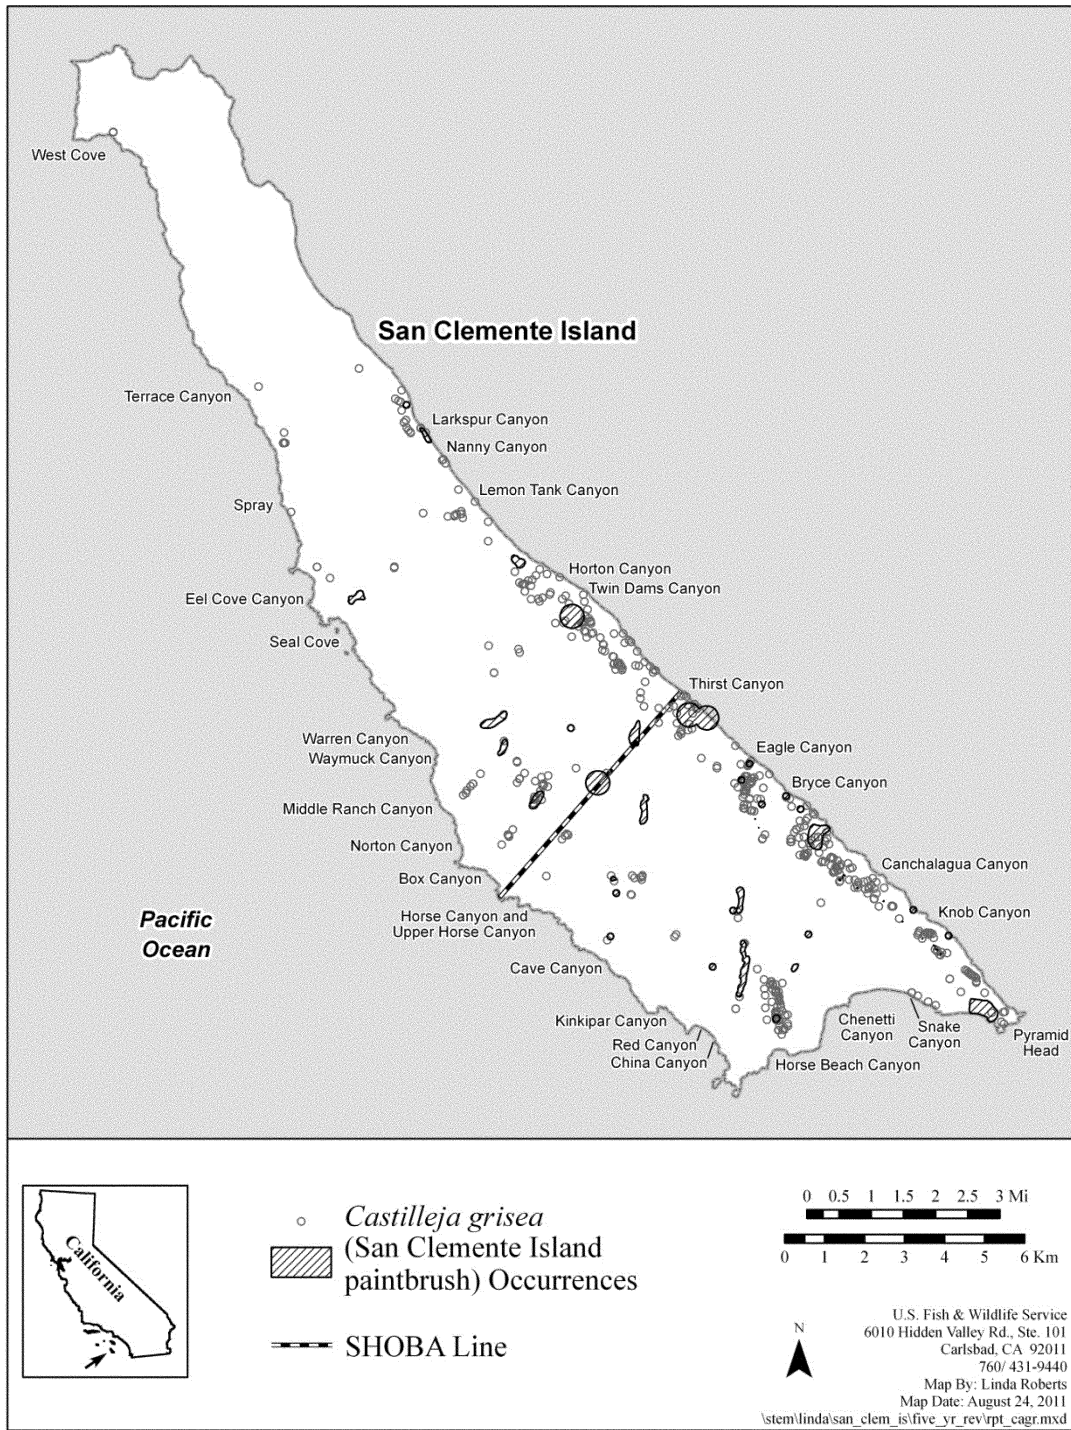 West Cove
San Clemente Island
Terrace Canyon
Larkspur Canyon
Nanny Canyon
Lemon Tank Canyon
Spray
Horton Canyon
Twin Dams Canyon
Eel Cove Canyon
Seal Cove
Thirst Canyon
Warren Canyon
Waymuck Canyon
Eagle Canyon
Bryce Canyon
Middle Ranch Canyon
Norton Canyon
Canchalagua Canyon
Box Canyon
Horse Canyon and
Upper Horse Canyon
Knob Canyon
Pacific
Ocean
Cave Canyon
Kinkipar Canyon
Red Canyon
China Canyon
Chenetti
Canyon
Snake
Canyon
Pyramid
Head
Horse Beach Canyon
California
Castilleja grisea
(San Clemente Island
paintbrush) Occurrences
SHOBA Line
0 0.5 1 1.5 2 2.5 3 Mi
0 1 2 3 4 5 6 Km
N
U.S. Fish & Wildlife Service
6010 Hidden Valley Rd., Ste. 101
Carlsbad, CA 92011
760/ 431-9440
Map By: Linda Roberts
Map Date: August 24, 2011
\stem\linda\san_clem_is\five_yr_rev\rpt_cagr.mxd